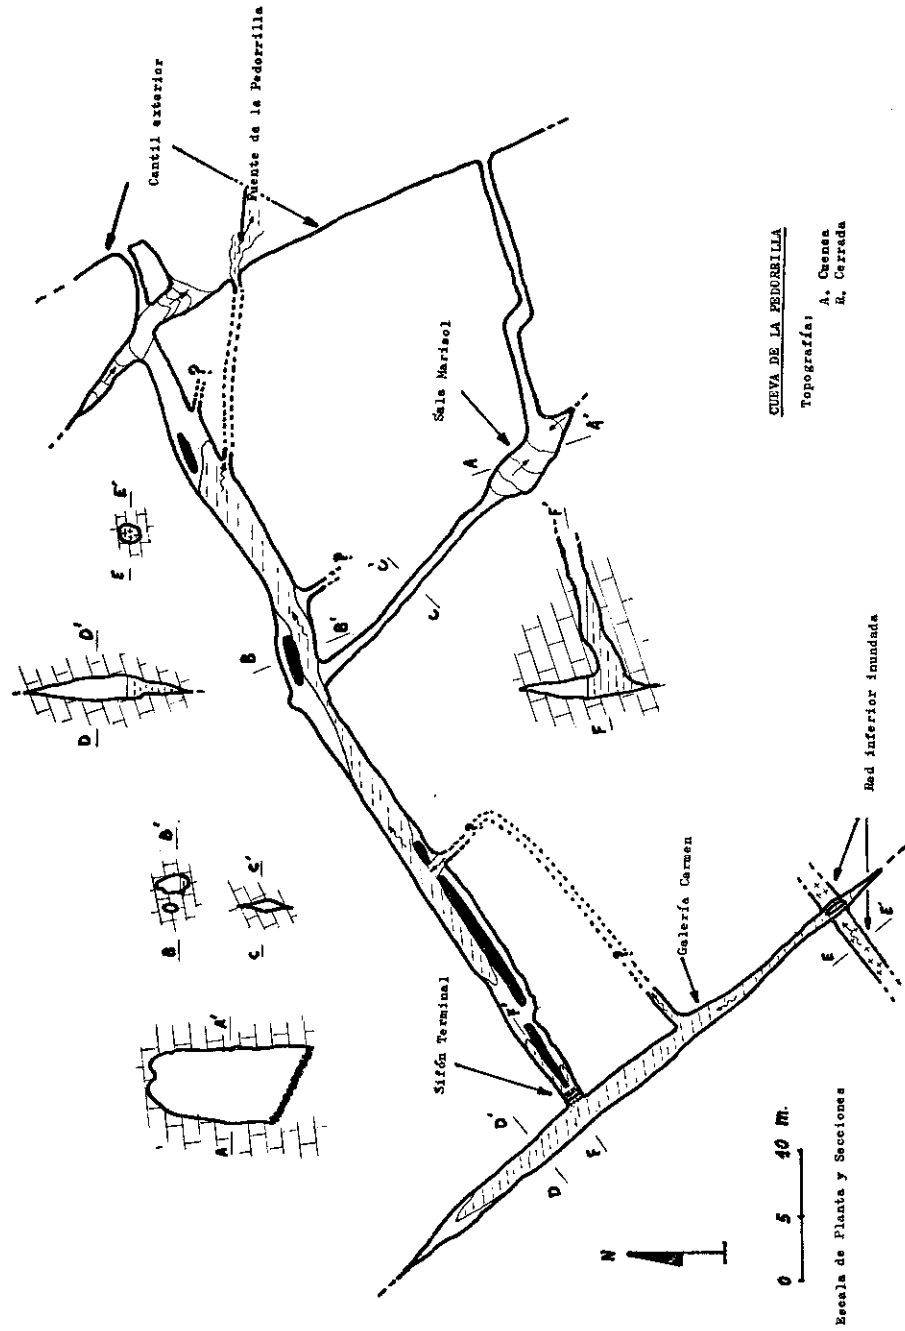 Cantil exterior
Fuente de la Pedorrilla
?
E
E'
D
D'
B
B'
?
A
Sala Marisol
A'
C'
C
B
B'
C
C'
A
A'
F
F'
?
?
F'
Sifón Terminal
D'
D
F
Galería Carmen
E
E'
Red inferior inundada
CUEVA DE LA PEDORRILLA
Topografía:
A. Cuenca
R. Cerrada
N
0 5 10 m.
Escala de Planta y Secciones